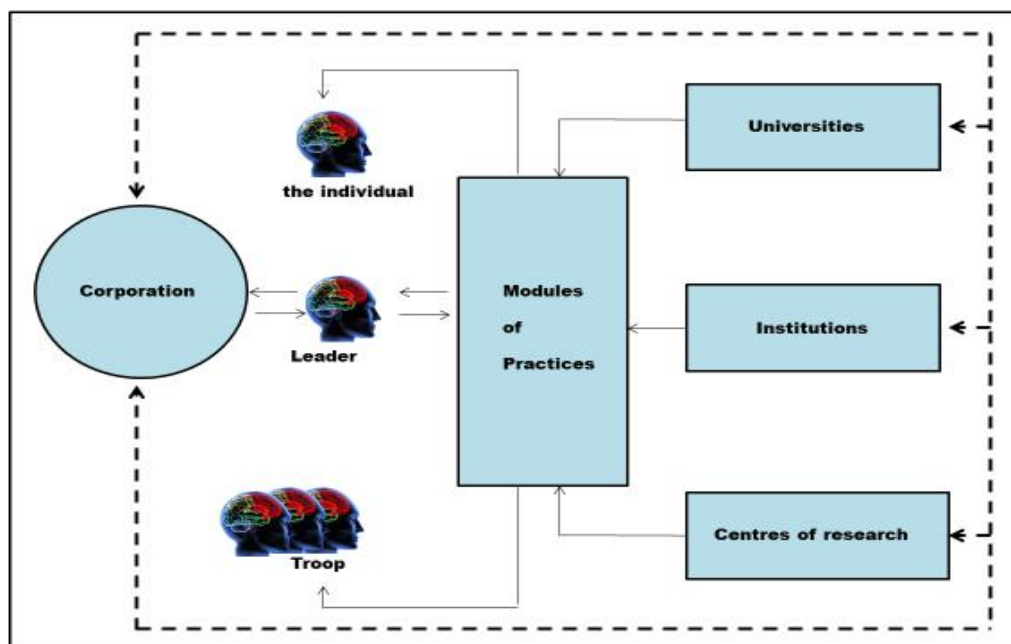 Universities
the individual
Corporation
Leader
Modules
of
Practices
Institutions
Troop
Centres of research